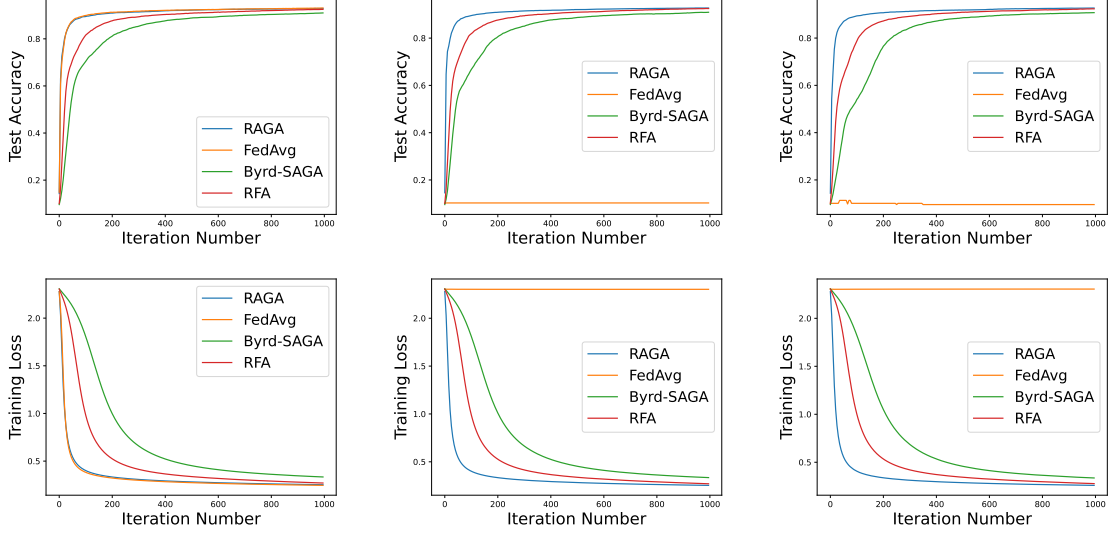 Test Accuracy
0.8
0.6
0.4
0.2
0 200 400 600 800 1000
Iteration Number
RAGA
FedAvg
Byrd-SAGA
RFA
Test Accuracy
0.8
0.6
0.4
0.2
0 200 400 600 800 1000
Iteration Number
RAGA
FedAvg
Byrd-SAGA
RFA
Test Accuracy
0.8
0.6
0.4
0.2
0 200 400 600 800 1000
Iteration Number
RAGA
FedAvg
Byrd-SAGA
RFA
Training Loss
2.0
1.5
1.0
0.5
0 200 400 600 800 1000
Iteration Number
RAGA
FedAvg
Byrd-SAGA
RFA
Training Loss
2.0
1.5
1.0
0.5
0 200 400 600 800 1000
Iteration Number
RAGA
FedAvg
Byrd-SAGA
RFA
Training Loss
2.0
1.5
1.0
0.5
0 200 400 600 800 1000
Iteration Number
RAGA
FedAvg
Byrd-SAGA
RFA